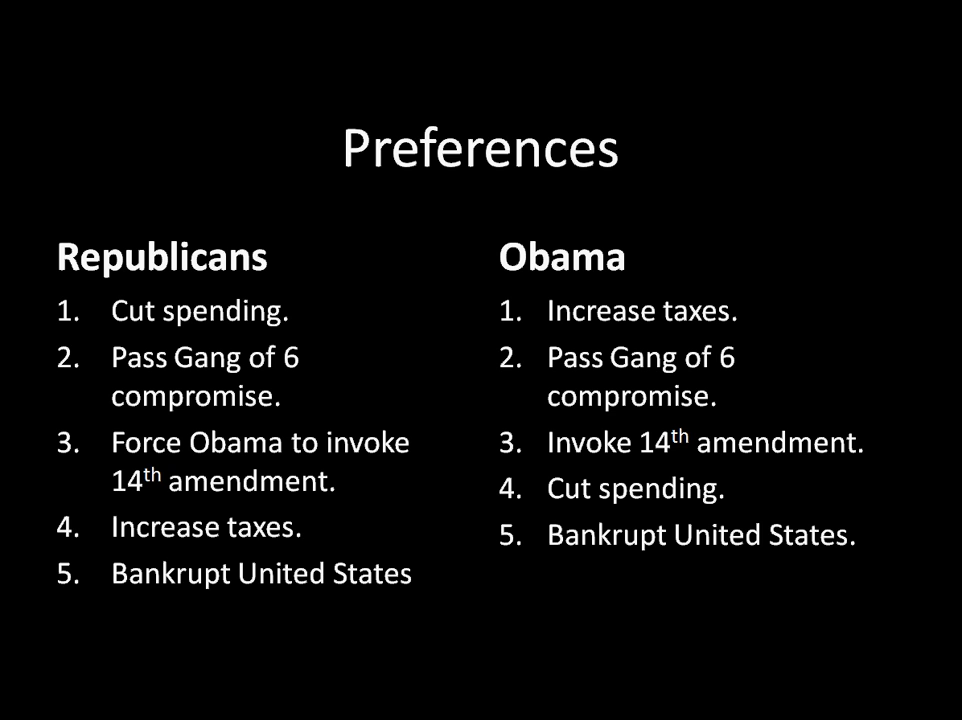 Preferences
Republicans
1. Cut spending.
2. Pass Gang of 6
compromise.
3. Force Obama to invoke
14th amendment.
4. Increase taxes.
5. Bankrupt United States
Obama
1. Increase taxes.
2. Pass Gang of 6
compromise.
3. Invoke 14th amendment.
4. Cut spending.
5. Bankrupt United States.